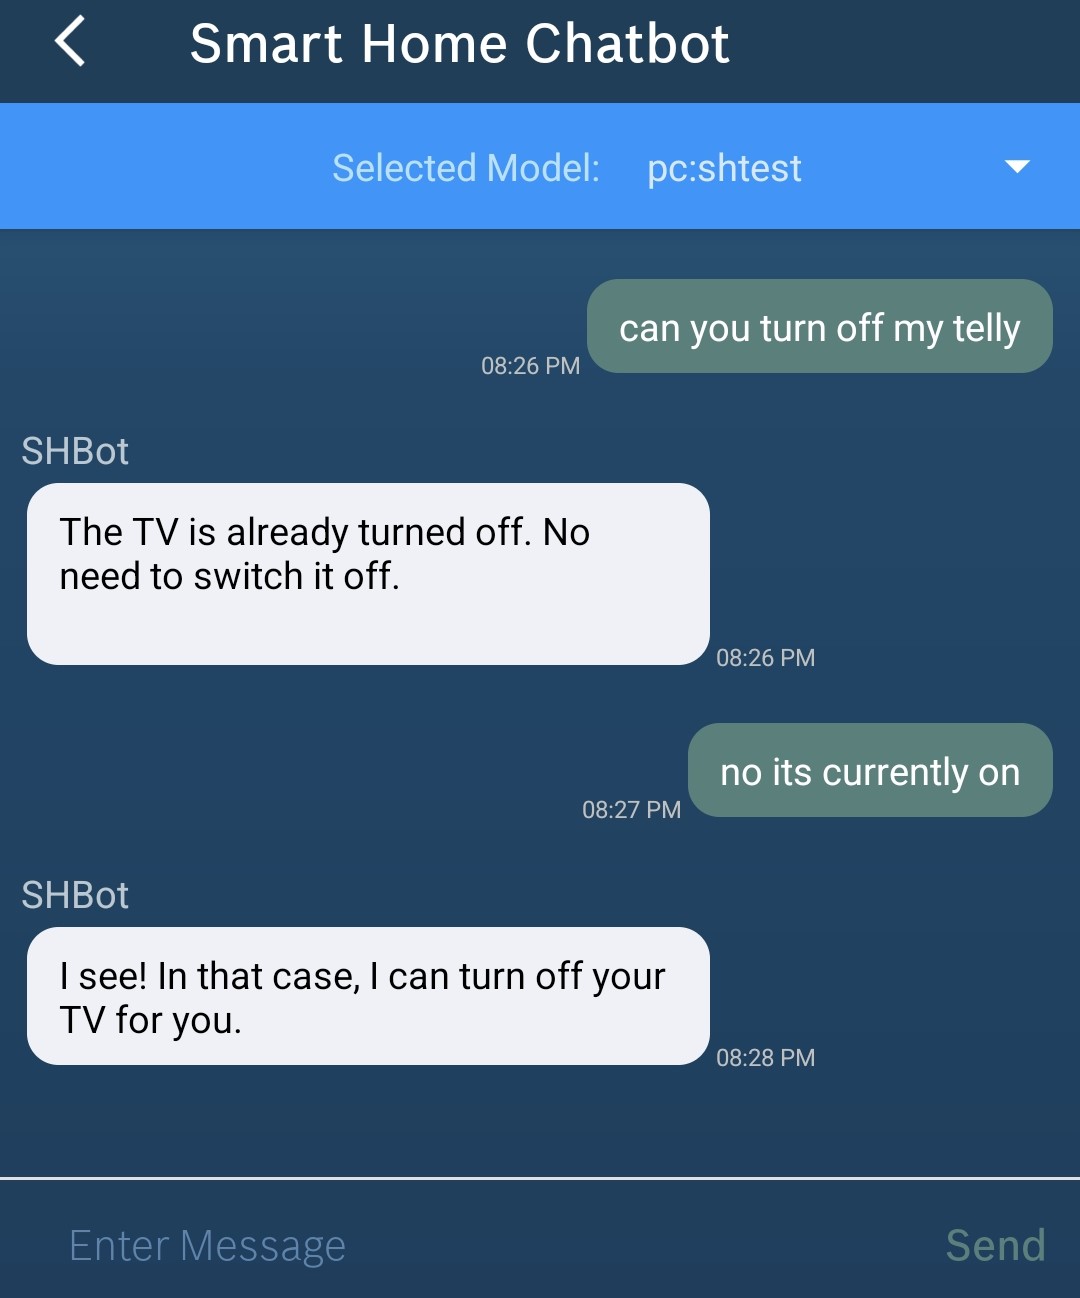 Smart Home Chatbot
Selected Model: pc:shtest
can you turn off my telly
08:26 PM
SHBot
The TV is already turned off. No
need to switch it off.
08:26 PM
no its currently on
08:27 PM
SHBot
I see! In that case, I can turn off your
TV for you.
08:28 PM
Enter Message Send